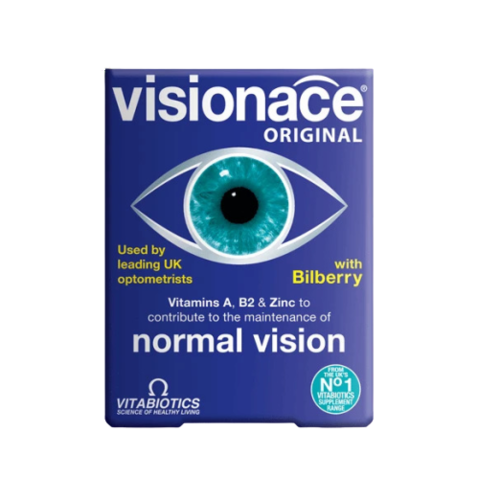 visionace®
ORIGINAL
Used by
leading UK
optometrists
with
Bilberry
Vitamins A, B2 & Zinc to
contribute to the maintenance of
normal vision
VITABIOTICS
SCIENCE OF HEALTHY LIVING
FROM
THE UK'S
Nº1
VITABIOTICS
SUPPLEMENT
RANGE